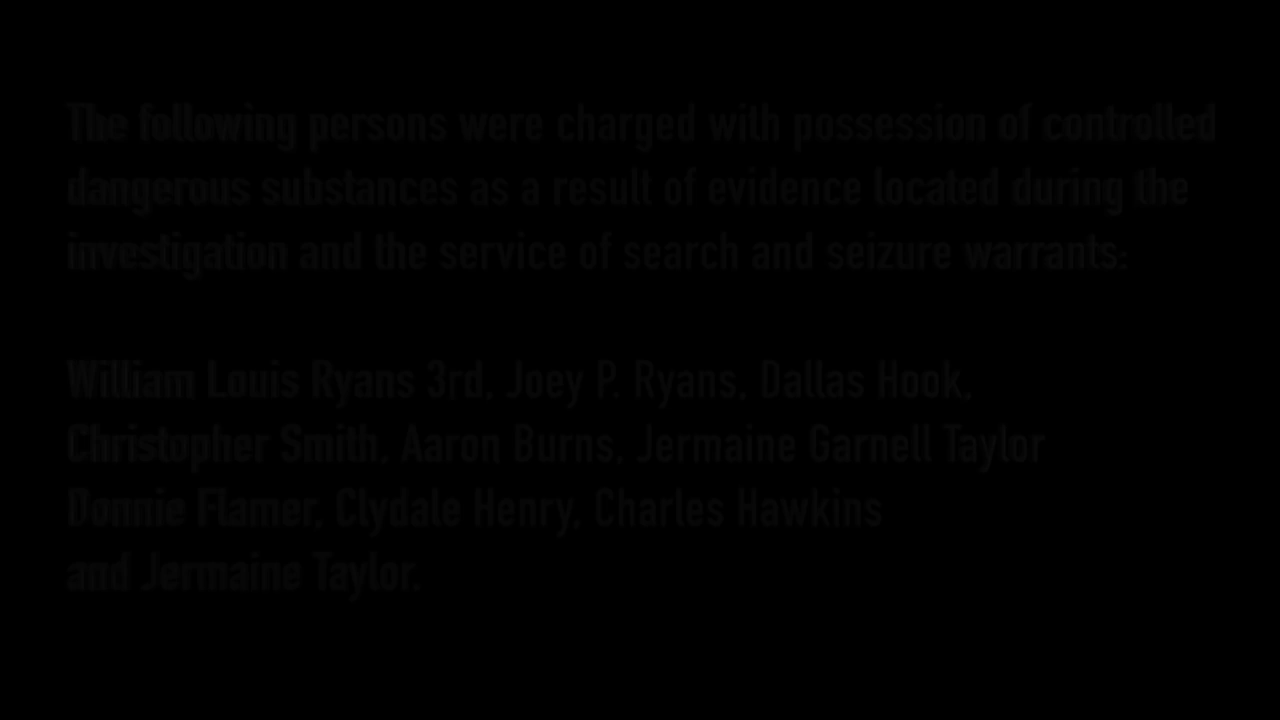 The following persons were charged with possession of controlled
dangerous substances as a result of evidence located during the
investigation and the service of search and seizure warrants:
William Louis Ryans 3rd, Joey P. Ryans, Dallas Hook,
Christopher Smith, Aaron Burns, Jermaine Garnell Taylor
Donnie Flamer, Clydale Henry, Charles Hawkins
and Jermaine Taylor.